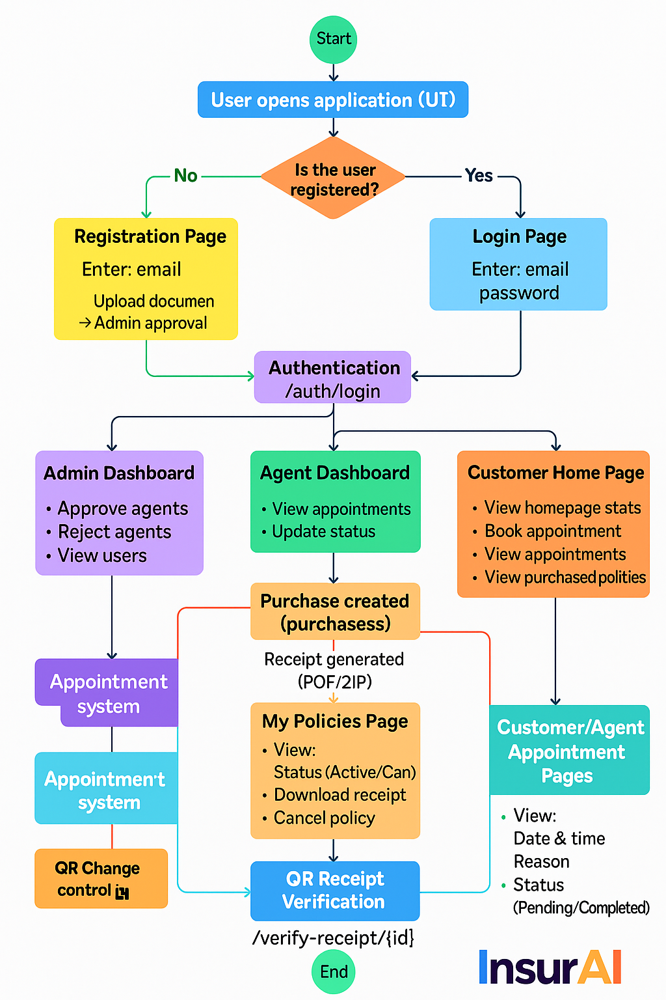 Start
User opens application (UI)
Is the user
registered?
No
Yes
Registration Page
Enter: email
Upload documen
→ Admin approval
Login Page
Enter: email
password
Authentication
/auth/login
Admin Dashboard
• Approve agents
• Reject agents
• View users
Agent Dashboard
• View appointments
• Update status
Customer Home Page
• View homepage stats
• Book appointment
• View appointments
• View purchased polities
Purchase created
(purchasess)
Receipt generated
(POF/2IP)
Appointment
system
My Policies Page
• View:
Status (Active/Can)
• Download receipt
• Cancel policy
Customer/Agent
Appointment
Pages
Appointment
system
• View:
Date & time
Reason
• Status
(Pending/Completed)
QR Change
control
QR Receipt
Verification
/verify-receipt/{id}
End
InsurAI